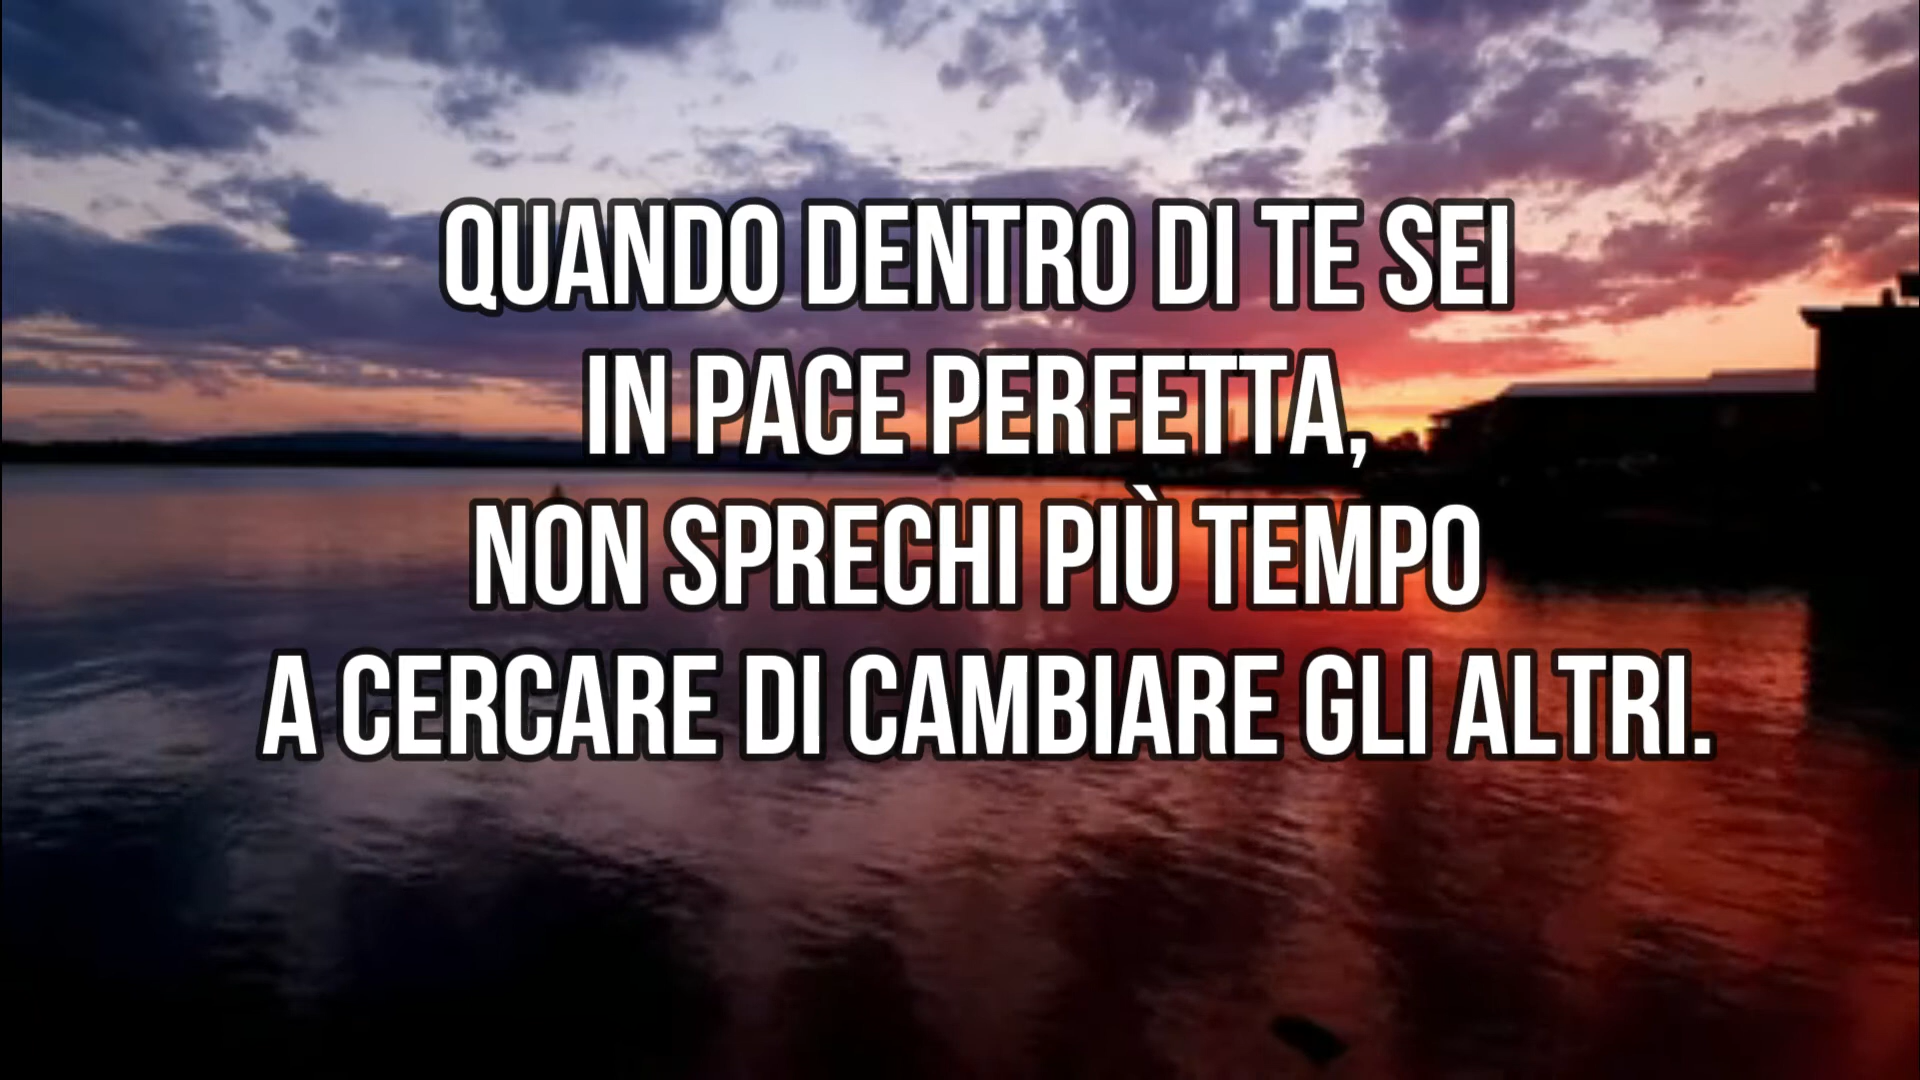 QUANDO DENTRO DI TE SEI
IN PACE PERFETTA,
NON SPRECHI PIÙ TEMPO
A CERCARE DI CAMBIARE GLI ALTRI.